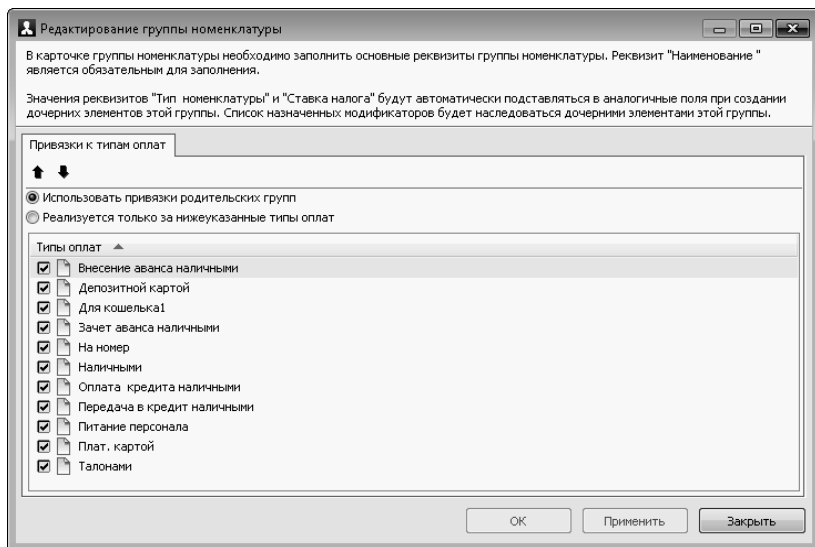 Редактирование группы номенклатуры
В карточке группы номенклатуры необходимо заполнить основные реквизиты группы номенклатуры. Реквизит "Наименование "
является обязательным для заполнения.
Значения реквизитов "Тип номенклатуры" и "Ставка налога" будут автоматически подставляться в аналогичные поля при создании
дочерних элементов этой группы. Список назначенных модификаторов будет наследоваться дочерними элементами этой группы.
Привязки к типам оплат
Использовать привязки родительских групп
Реализуется только за нижеуказанные типы оплат
Типы оплат
Внесение аванса наличными
Депозитной картой
Для кошелька1
Зачет аванса наличными
На номер
Наличными
Оплата кредита наличными
Передача в кредит наличными
Питание персонала
Плат. картой
Талонами
ОК Применить Закрыть